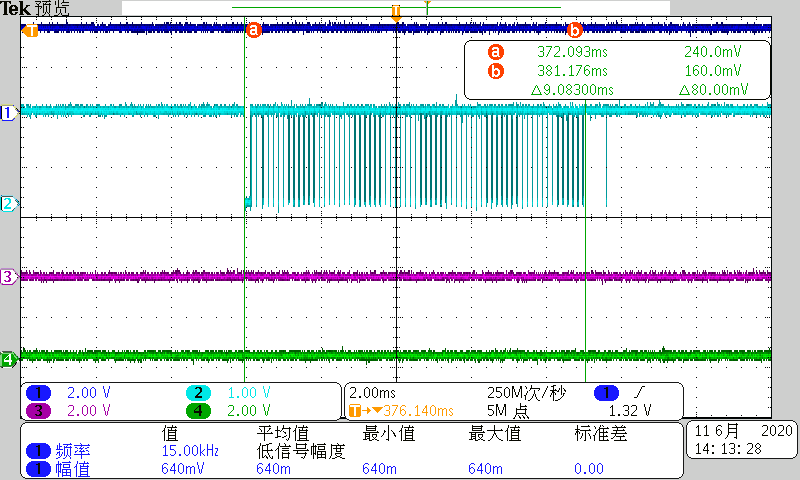 Tek 预览
T
T
a
b
a 372.093ms 240.0mV
b 381.176ms 160.0mV
△9.08300ms △80.00mV
1
2
3
4
1 2.00 V 2 1.00 V
3 2.00 V 4 2.00 V
2.00ms 250M次/秒 1
T→▼376.140ms 5M 点 1.32 V
值 平均值 最小值 最大值 标准差
1 频率 15.00kHz 低信号幅度
1 幅值 640mV 640m 640m 640m 0.00
11 6月 2020
14:13:28